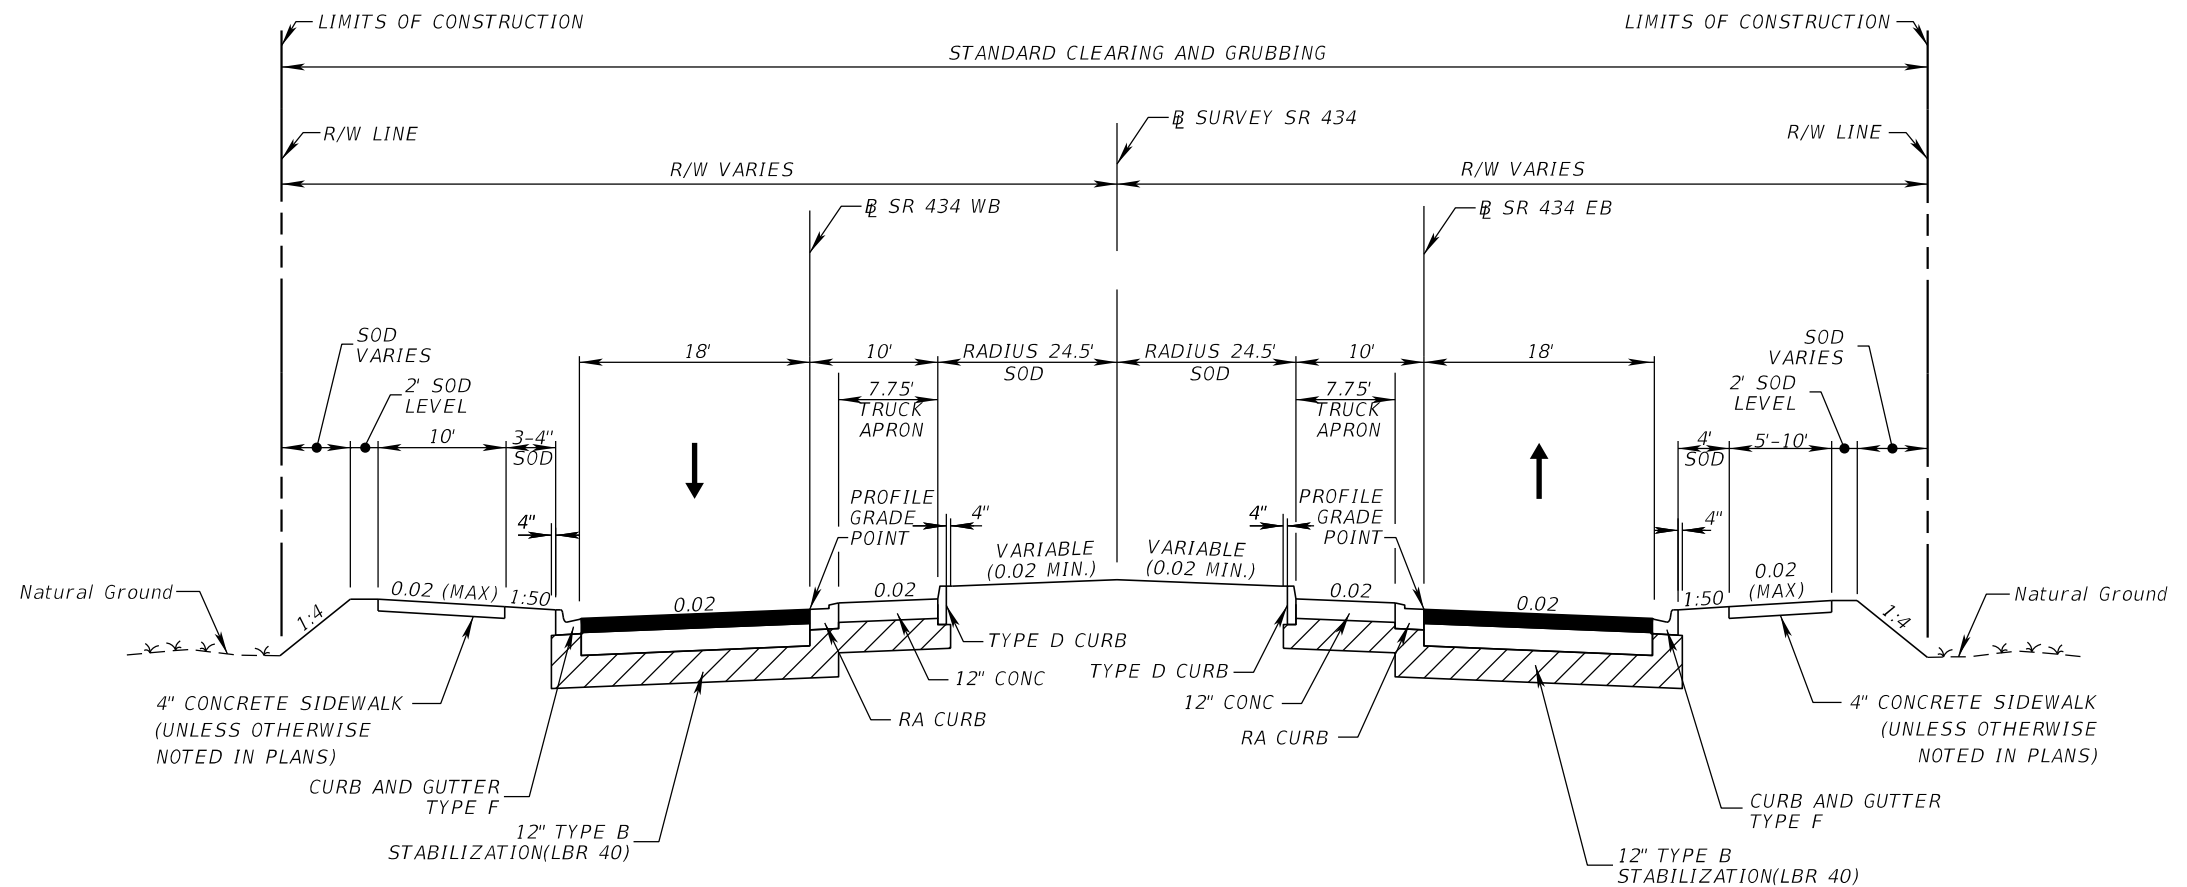 LIMITS OF CONSTRUCTION
LIMITS OF CONSTRUCTION
STANDARD CLEARING AND GRUBBING
R/W LINE
BL SURVEY SR 434
R/W LINE
R/W VARIES
R/W VARIES
BL SR 434 WB
BL SR 434 EB
SOD
VARIES
2' SOD
LEVEL
10'
3-4"
SOD
4"
18'
10'
7.75'
TRUCK
APRON
RADIUS 24.5'
SOD
RADIUS 24.5'
SOD
10'
7.75'
TRUCK
APRON
18'
SOD
VARIES
2' SOD
LEVEL
4'
SOD
5'-10'
4"
PROFILE
GRADE
POINT
4"
VARIABLE
(0.02 MIN.)
VARIABLE
(0.02 MIN.)
4"
PROFILE
GRADE
POINT
Natural Ground
1:4
0.02 (MAX)
1:50
0.02
0.02
0.02
0.02
1:50
0.02
(MAX)
1:4
Natural Ground
4" CONCRETE SIDEWALK
(UNLESS OTHERWISE
NOTED IN PLANS)
CURB AND GUTTER
TYPE F
12" TYPE B
STABILIZATION(LBR 40)
TYPE D CURB
12" CONC
RA CURB
TYPE D CURB
12" CONC
RA CURB
4" CONCRETE SIDEWALK
(UNLESS OTHERWISE
NOTED IN PLANS)
CURB AND GUTTER
TYPE F
12" TYPE B
STABILIZATION(LBR 40)